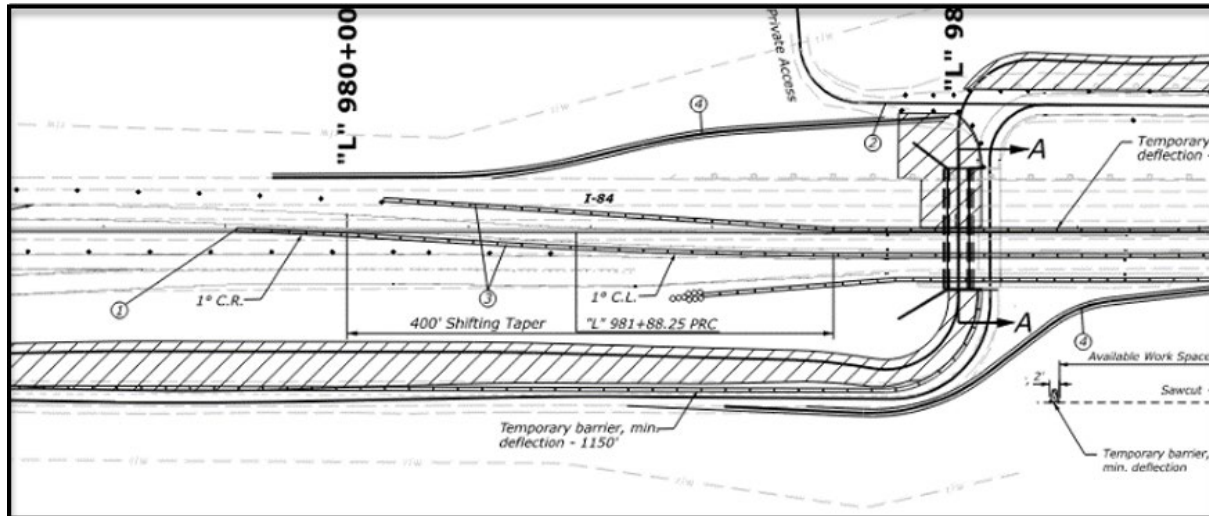 "L" 980+00
Private Access
"L" 98
r/w
r/w
r/w
4
2
A
Temporary
deflection -
I-84
1
1° C.R.
3
1° C.L.
400' Shifting Taper
"L" 981+88.25 PRC
A
4
Available Work Space
2'
Sawcut -
Temporary barrier, min.
deflection - 1150'
Temporary barrier,
min. deflection
r/w
r/w
r/w
r/w